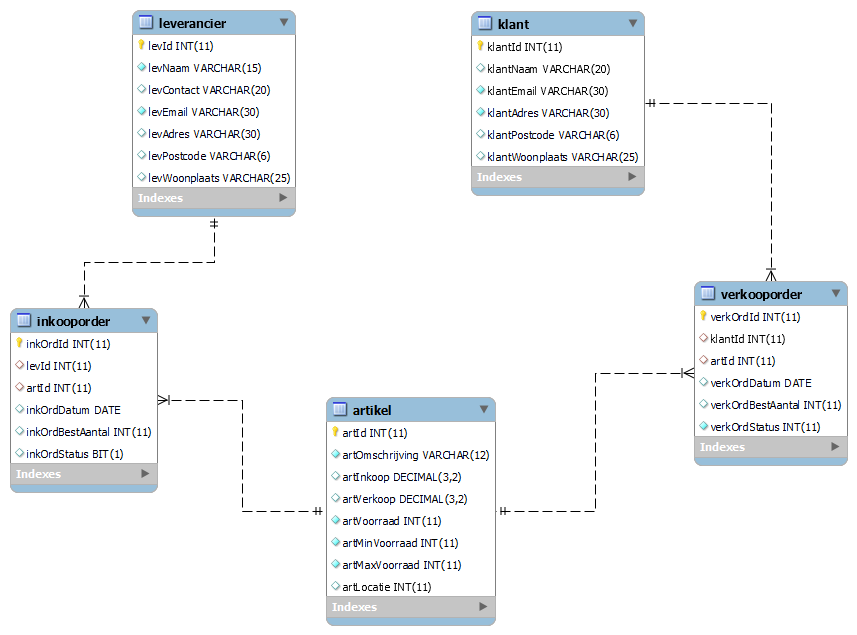 leverancier
levId INT(11)
levNaam VARCHAR(15)
levContact VARCHAR(20)
levEmail VARCHAR(30)
levAdres VARCHAR(30)
levPostcode VARCHAR(6)
levWoonplaats VARCHAR(25)
Indexes
klant
klantId INT(11)
klantNaam VARCHAR(20)
klantEmail VARCHAR(30)
klantAdres VARCHAR(30)
klantPostcode VARCHAR(6)
klantWoonplaats VARCHAR(25)
Indexes
inkooporder
inkOrdId INT(11)
levId INT(11)
artId INT(11)
inkOrdDatum DATE
inkOrdBestAantal INT(11)
inkOrdStatus BIT(1)
Indexes
artikel
artId INT(11)
artOmschrijving VARCHAR(12)
artInkoop DECIMAL(3,2)
artVerkoop DECIMAL(3,2)
artVoorraad INT(11)
artMinVoorraad INT(11)
artMaxVoorraad INT(11)
artLocatie INT(11)
Indexes
verkooporder
verkOrdId INT(11)
klantId INT(11)
artId INT(11)
verkOrdDatum DATE
verkOrdBestAantal INT(11)
verkOrdStatus INT(11)
Indexes